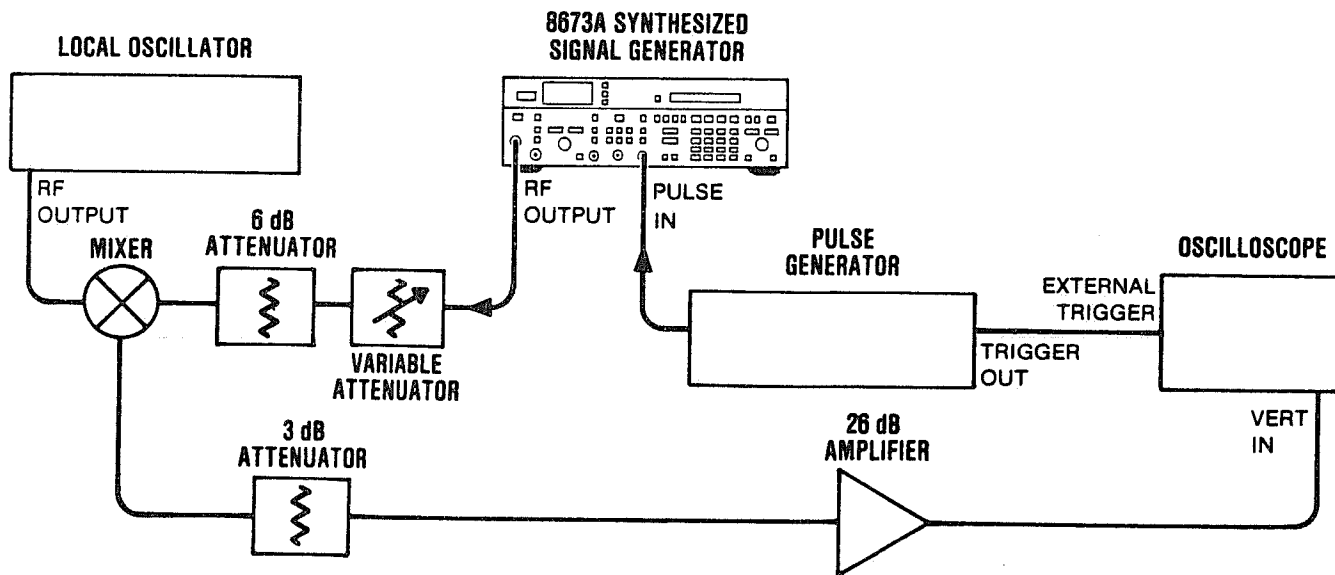 8673A SYNTHESIZED
SIGNAL GENERATOR
LOCAL OSCILLATOR
RF
OUTPUT
MIXER
6 dB
ATTENUATOR
VARIABLE
ATTENUATOR
RF
OUTPUT
PULSE
IN
PULSE
GENERATOR
OSCILLOSCOPE
EXTERNAL
TRIGGER
TRIGGER
OUT
VERT
IN
3 dB
ATTENUATOR
26 dB
AMPLIFIER